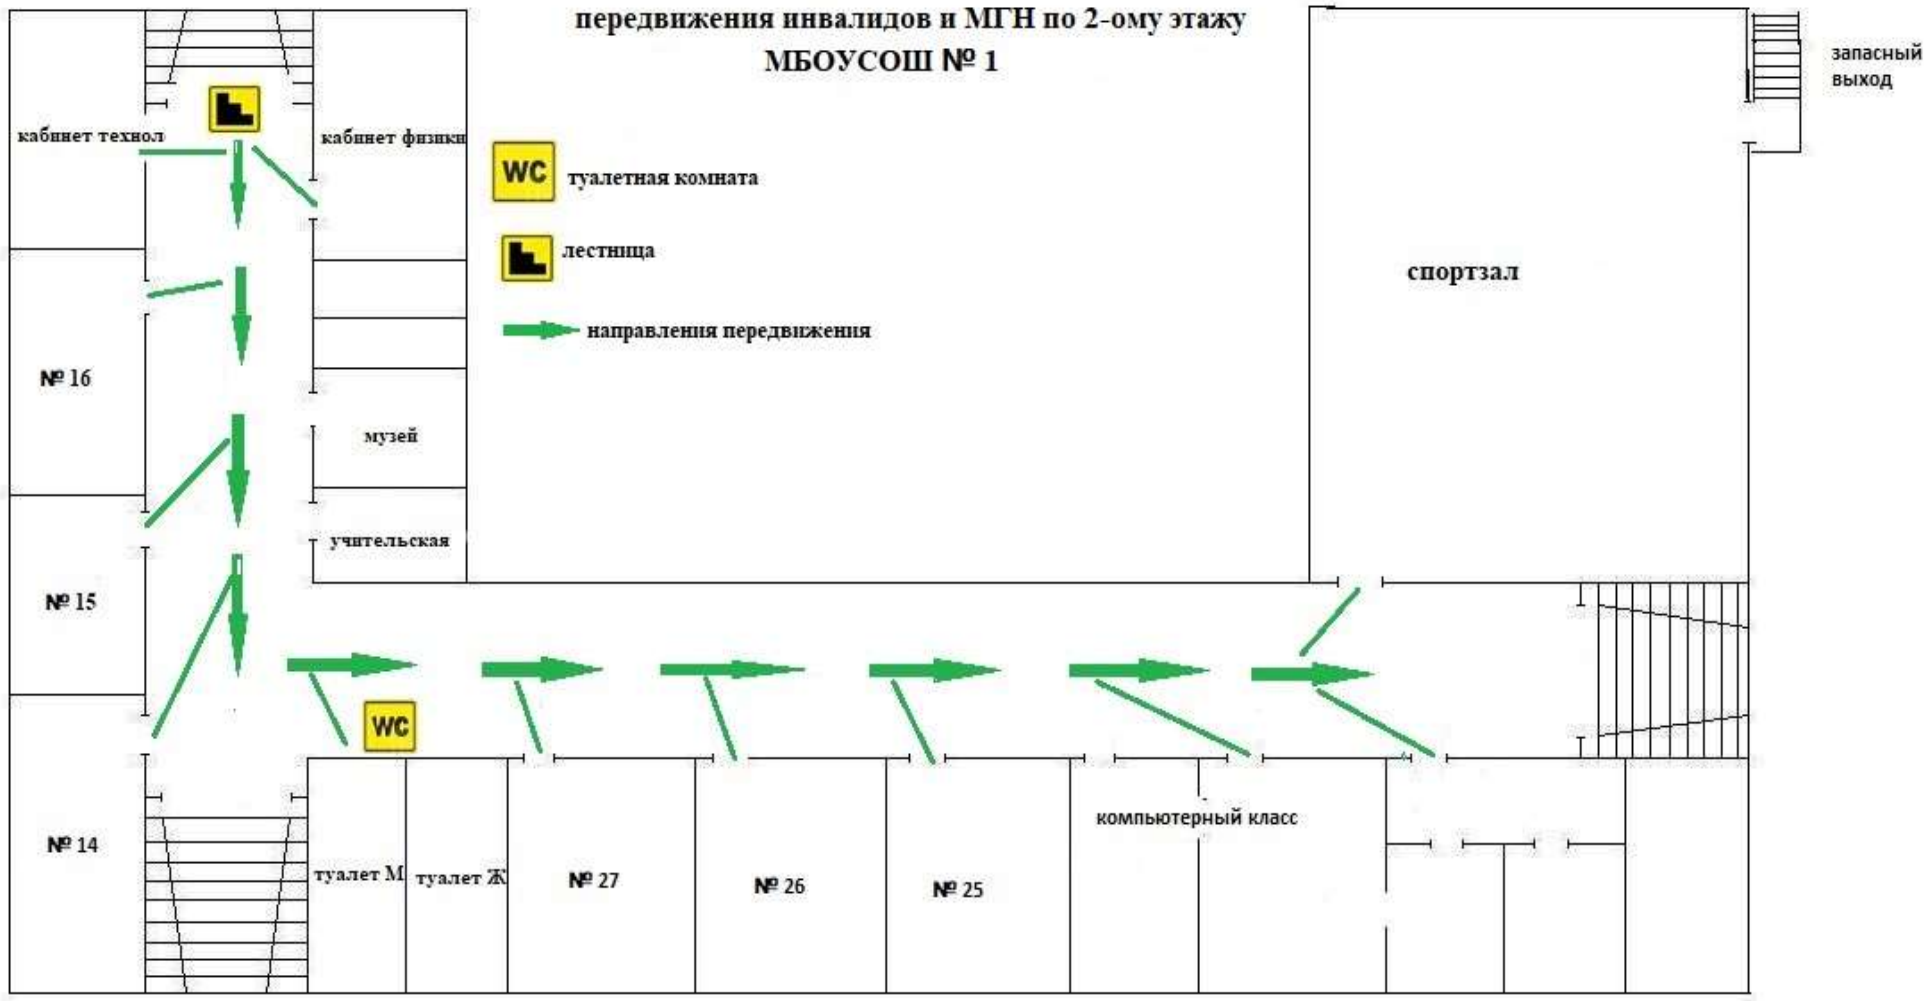 передвижения инвалидов и МГН по 2-ому этажу
МБОУСОШ № 1
запасный
выход
кабинет технол
кабинет физики
WC
туалетная комната
лестница
спортзал
направления передвижения
№ 16
музей
учительская
№ 15
WC
компьютерный класс
№ 14
туалет М
туалет Ж
№ 27
№ 26
№ 25